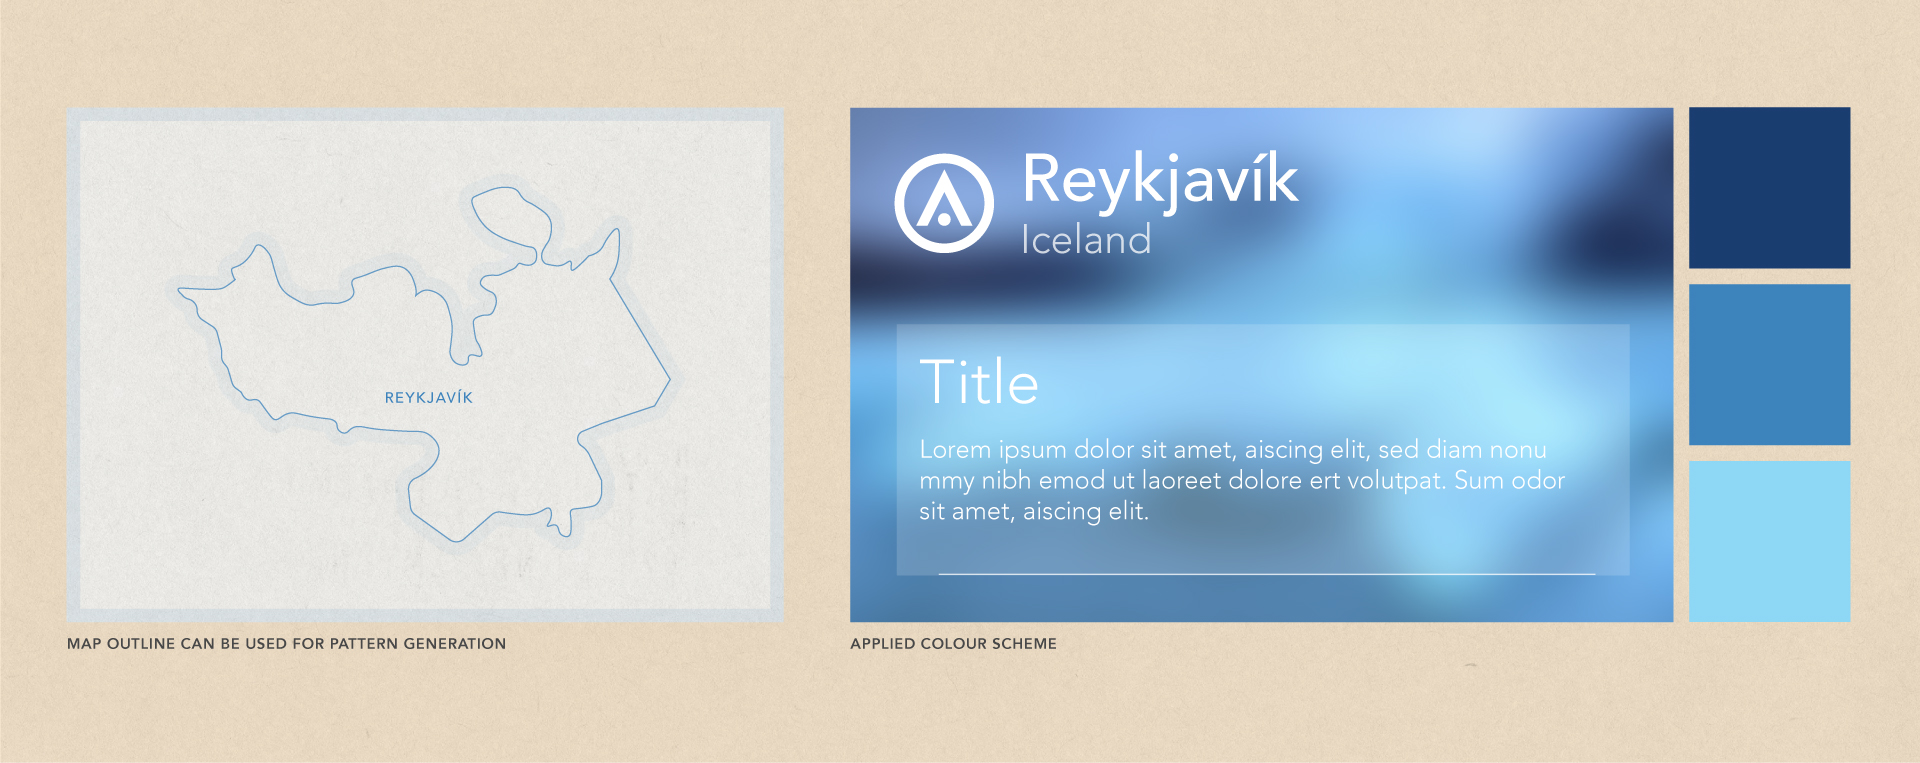 REYKJAVÍK
MAP OUTLINE CAN BE USED FOR PATTERN GENERATION
Reykjavík
Iceland
Title
Lorem ipsum dolor sit amet, aiscing elit, sed diam nonu
mmy nibh emod ut laoreet dolore ert volutpat. Sum odor
sit amet, aiscing elit.
APPLIED COLOUR SCHEME